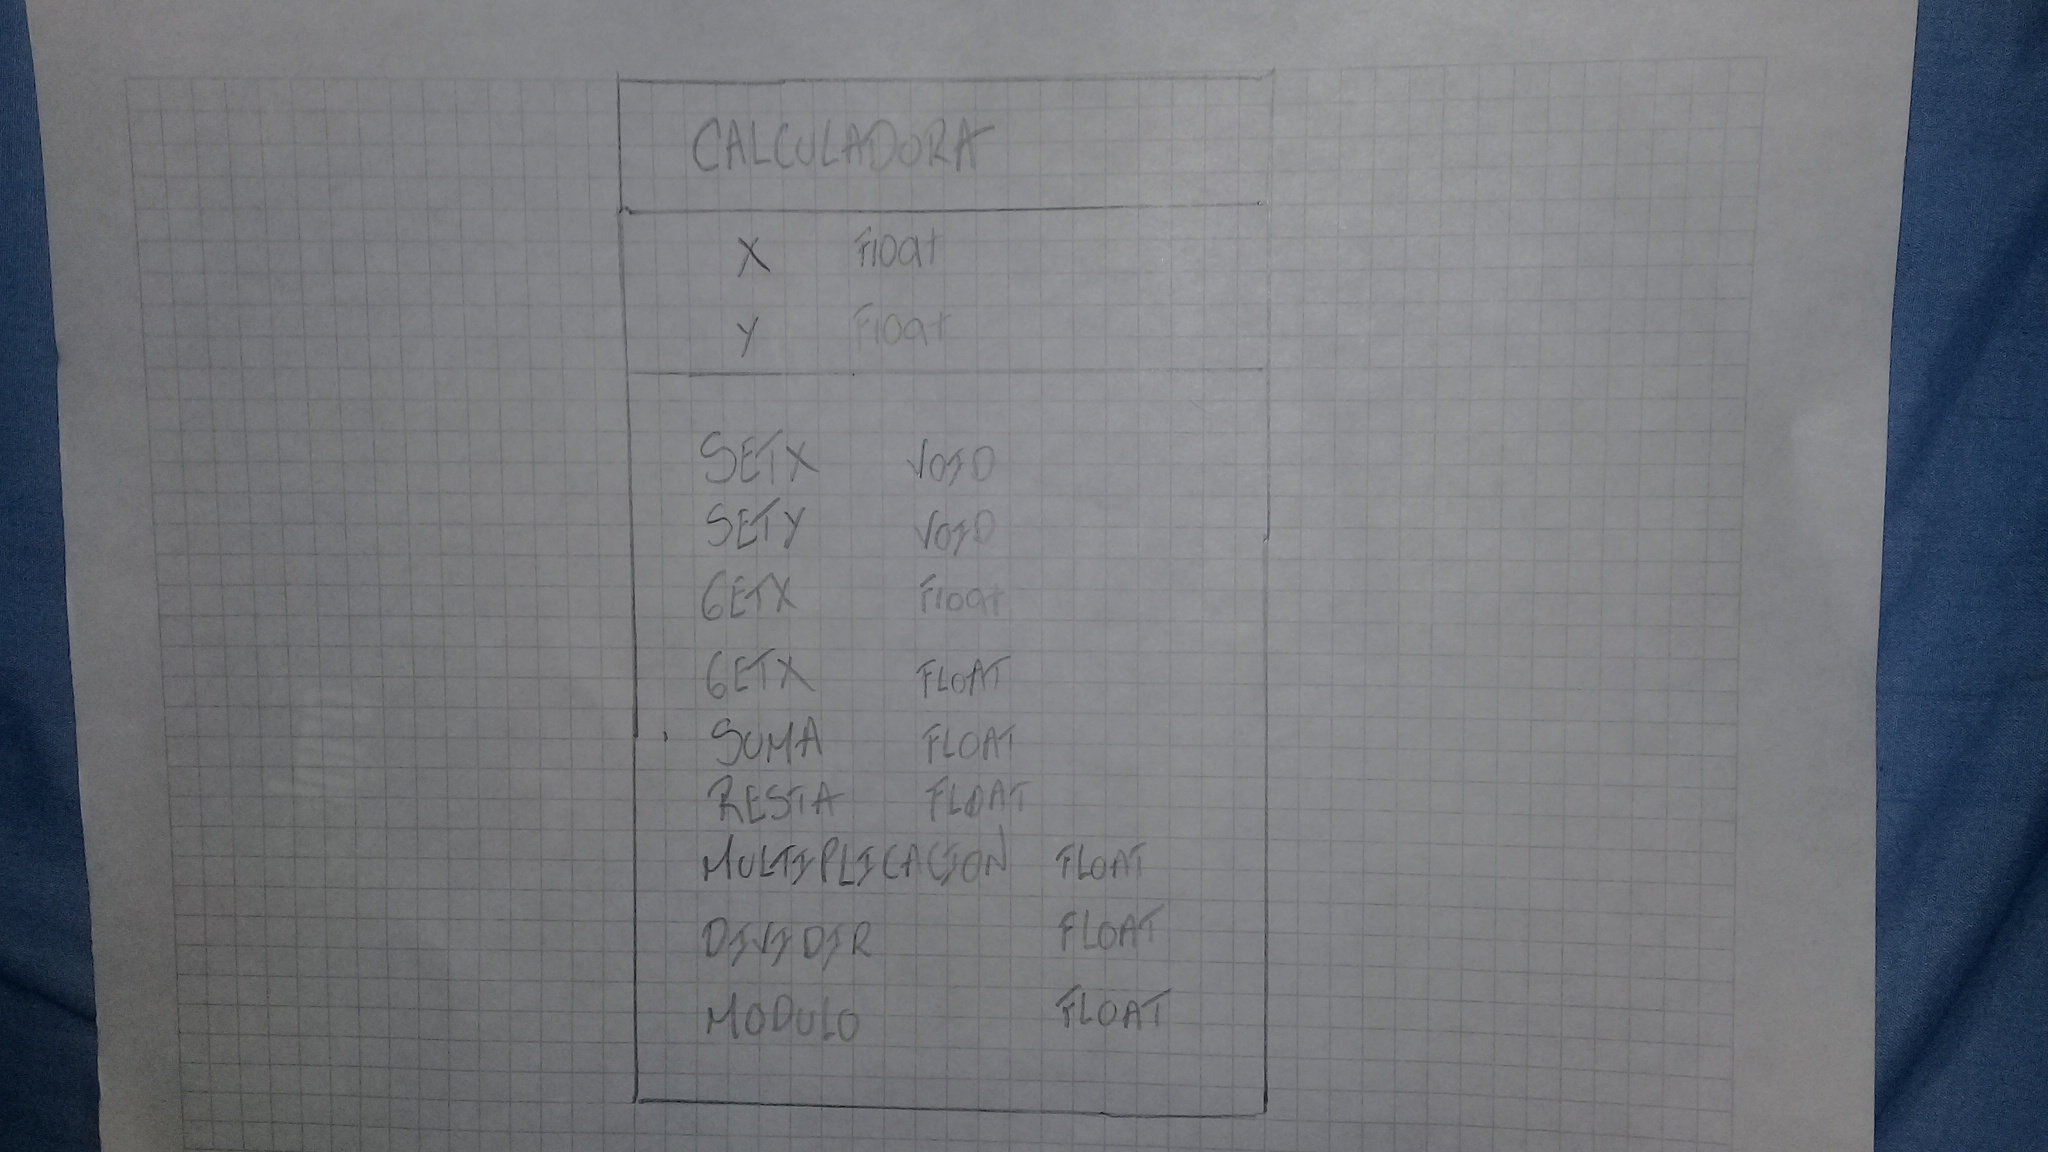 CALCULADORA
X Float
Y Float
SETX VOID
SETY VOID
GETX Float
GETX FLOAT
SUMA FLOAT
RESTA FLOAT
MULTIPLICACION FLOAT
DIVIDIR FLOAT
MODULO FLOAT